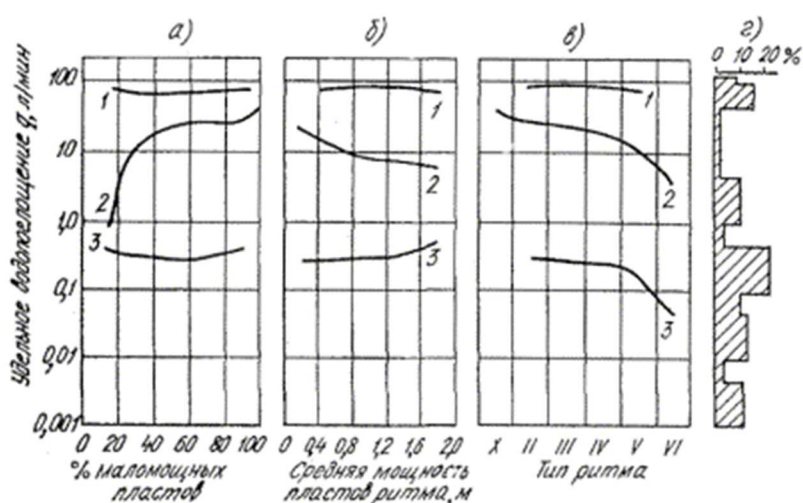 а)
б)
в)
г)
0 10 20 %
Удельное водопоглощение q, л/мин
100
10,0
1,0
0,1
0,01
0,001
1
2
3
1
2
3
1
2
3
0 20 40 60 80 100
% маломощных
пластов
0 0,4 0,8 1,2 1,6 2,0
Средняя мощность
пластов ритма, м
X II III IV V VI
Тип ритма